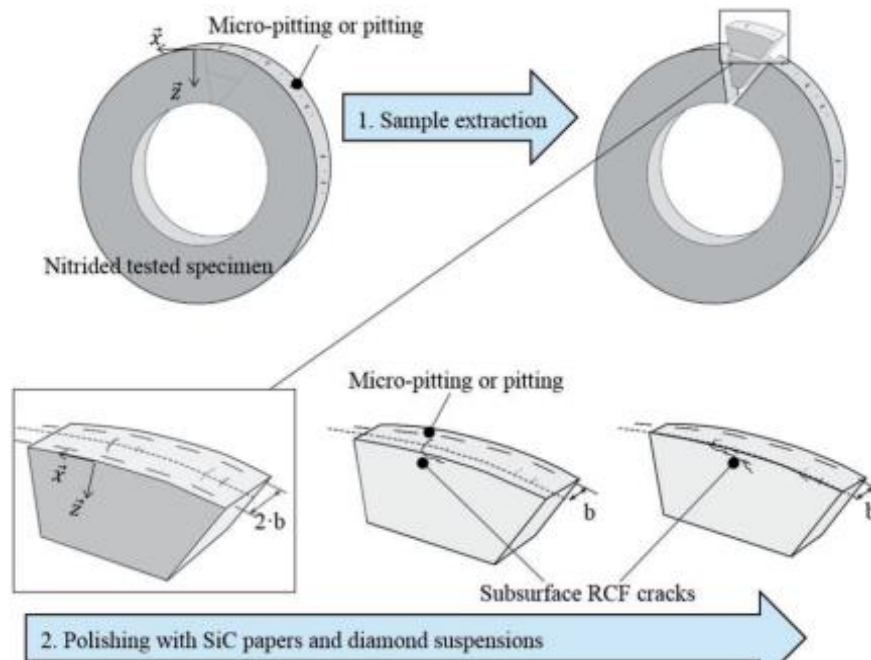 Micro-pitting or pitting
x
z
1. Sample extraction
Nitrided tested specimen
Micro-pitting or pitting
x
z
2·b
b
b
Subsurface RCF cracks
2. Polishing with SiC papers and diamond suspensions